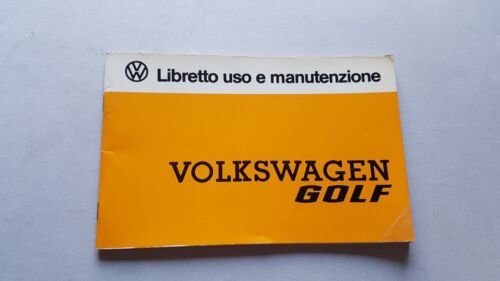 Libretto uso e manutenzione
VOLKSWAGEN
GOLF